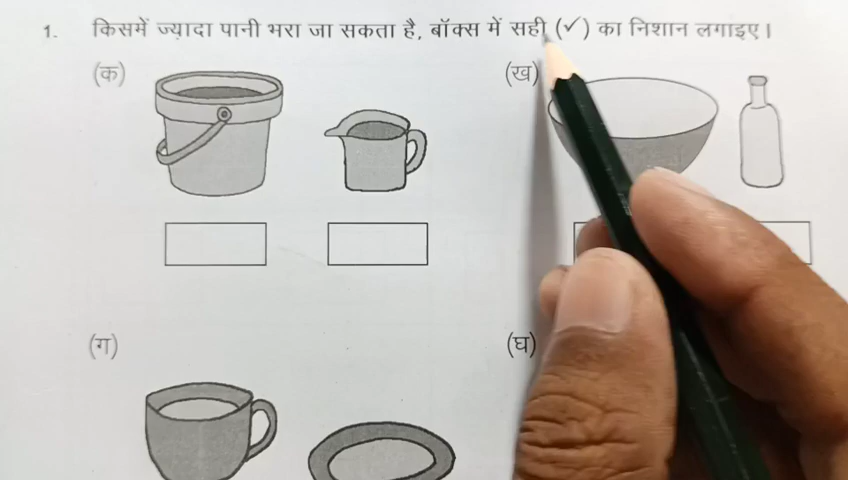 1. किसमें ज्य़ादा पानी भरा जा सकता है, बॉक्स में सही (✓) का निशान लगाइए।
(क) (ख)
(ग) (घ)